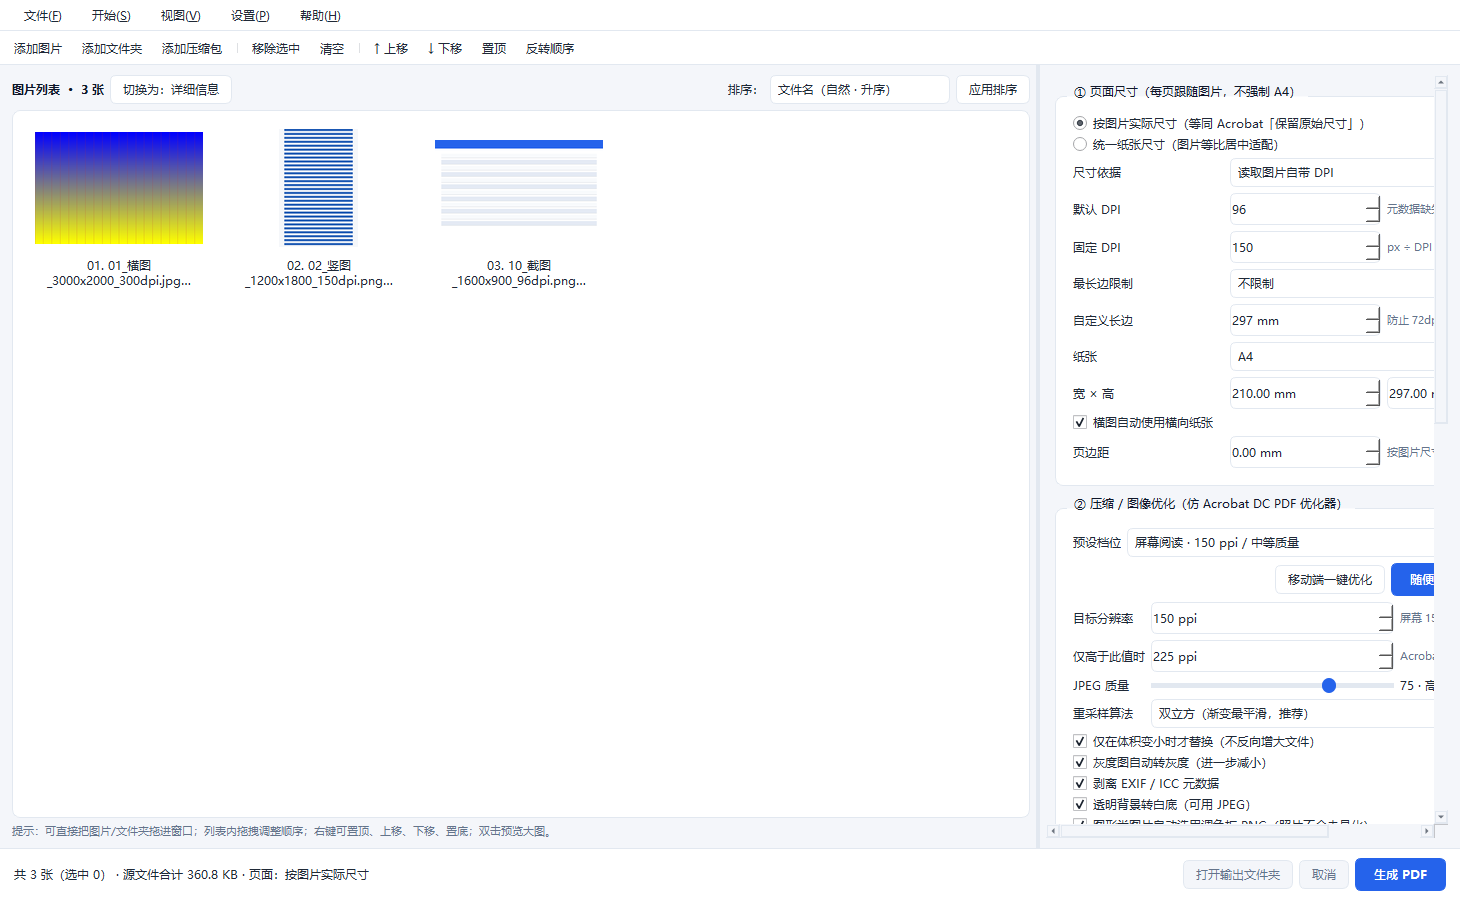 文件(F) 开始(S) 视图(V) 设置(P) 帮助(H)
添加图片 添加文件夹 添加压缩包 移除选中 清空 ↑上移 ↓下移 置顶 反转顺序
图片列表 • 3 张 切换为：详细信息 排序： 文件名（自然 · 升序） 应用排序
01. 01_横图
_3000x2000_300dpi.jpg...
02. 02_竖图
_1200x1800_150dpi.png...
03. 10_截图
_1600x900_96dpi.png...
提示：可直接把图片/文件夹拖进窗口；列表内拖拽调整顺序；右键可置顶、上移、下移、置底；双击预览大图。
① 页面尺寸（每页跟随图片，不强制 A4）
按图片实际尺寸（等同 Acrobat「保留原始尺寸」）
统一纸张尺寸（图片等比居中适配）
尺寸依据 读取图片自带 DPI
默认 DPI 96 元数据缺
固定 DPI 150 px ÷ DPI
最长边限制 不限制
自定义长边 297 mm 防止 72dp
纸张 A4
宽 × 高 210.00 mm 297.00
横图自动使用横向纸张
页边距 0.00 mm 按图片尺
② 压缩 / 图像优化（仿 Acrobat DC PDF 优化器）
预设档位 屏幕阅读 · 150 ppi / 中等质量
移动端一键优化 随便
目标分辨率 150 ppi 屏幕 15
仅高于此值时 225 ppi Acroba
JPEG 质量 75 · 高
重采样算法 双立方（渐变最平滑，推荐）
仅在体积变小时才替换（不反向增大文件）
灰度图自动转灰度（进一步减小）
剥离 EXIF / ICC 元数据
透明背景转白底（可用 JPEG）
共 3 张（选中 0） · 源文件合计 360.8 KB · 页面：按图片实际尺寸
打开输出文件夹 取消 生成 PDF